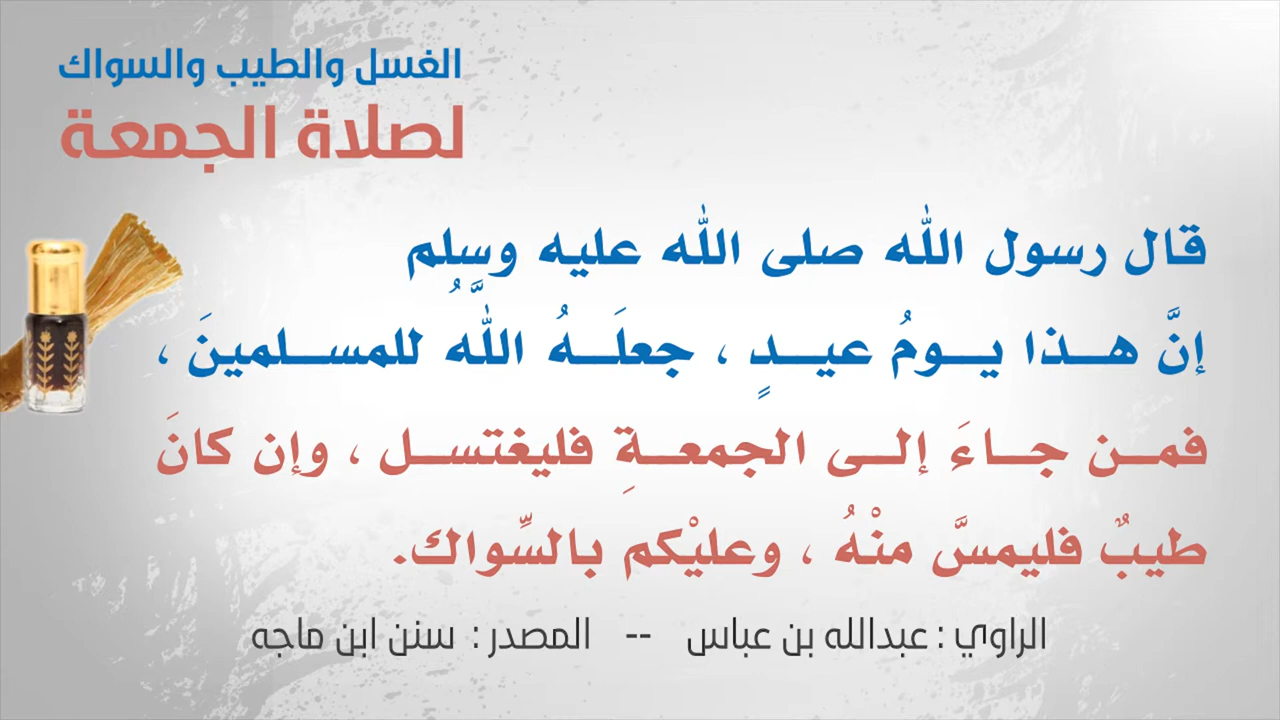 الغسل والطيب والسواك
لصلاة الجمعة
قال رسول الله صلى الله عليه وسلم
إنَّ هـذا يـومُ عيـدٍ ، جعلَـهُ اللَّهُ للمسـلمينَ ،
فمـن جـاءَ إلـى الجمعـةِ فليغتسـل ، وإن كانَ
طيبٌ فليمسَّ منْهُ ، وعليْكم بالسِّواك.
الراوي : عبدالله بن عباس -- المصدر : سنن ابن ماجه